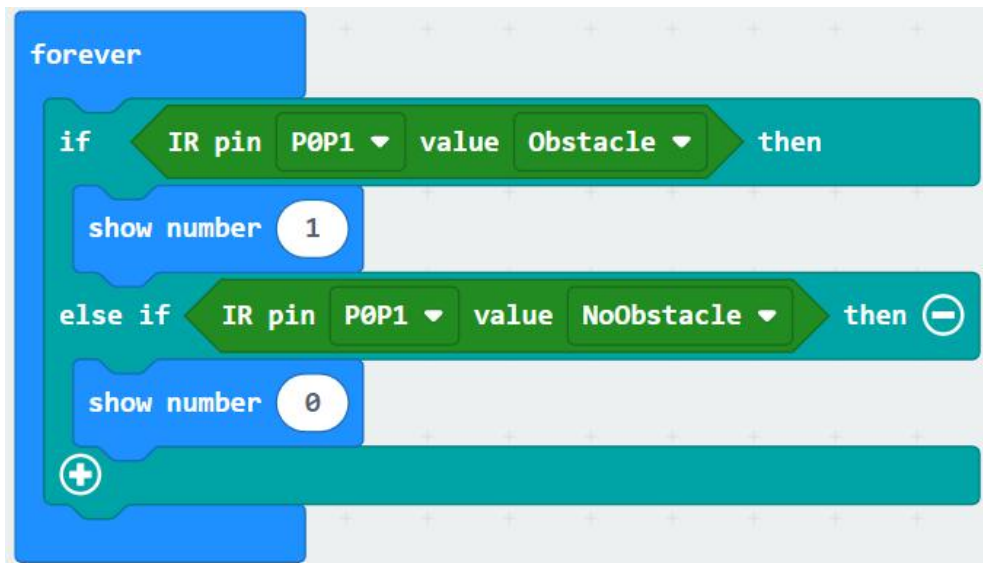 forever
if IR pin P0P1 value Obstacle then
show number 1
else if IR pin P0P1 value NoObstacle then
show number 0